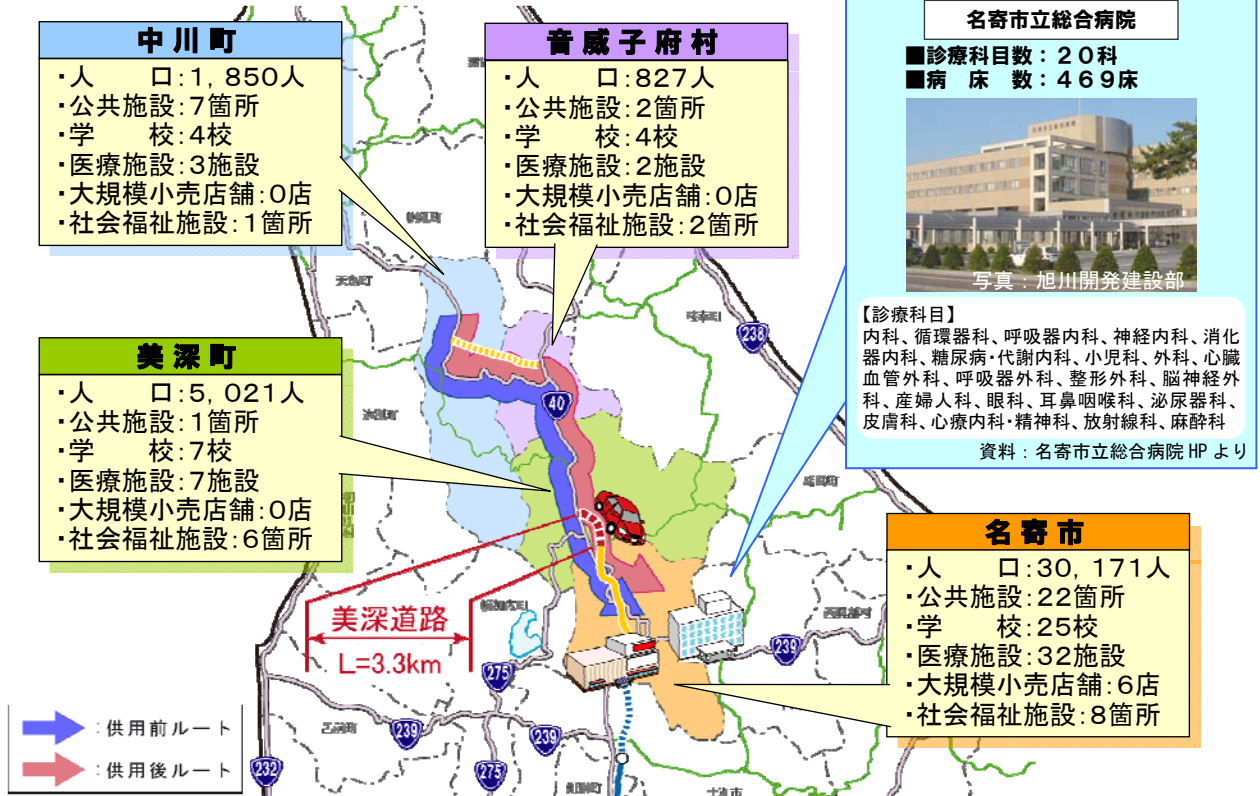 中川町
・人　　口：1，850人
・公共施設：7箇所
・学　　校：4校
・医療施設：3施設
・大規模小売店舗：0店
・社会福祉施設：1箇所
音威子府村
・人　　口：827人
・公共施設：2箇所
・学　　校：4校
・医療施設：2施設
・大規模小売店舗：0店
・社会福祉施設：2箇所
名寄市立総合病院
■診療科目数：２０科
■病　床　数：４６９床
写真：旭川開発建設部
【診療科目】
内科、循環器科、呼吸器内科、神経内科、消化
器内科、糖尿病・代謝内科、小児科、外科、心臓
血管外科、呼吸器外科、整形外科、脳神経外
科、産婦人科、眼科、耳鼻咽喉科、泌尿器科、
皮膚科、心療内科・精神科、放射線科、麻酔科
資料：名寄市立総合病院HPより
238
40
美深町
・人　　口：5，021人
・公共施設：1箇所
・学　　校：7校
・医療施設：7施設
・大規模小売店舗：0店
・社会福祉施設：6箇所
美深道路
L=3.3km
名寄市
・人　　口：30，171人
・公共施設：22箇所
・学　　校：25校
・医療施設：32施設
・大規模小売店舗：6店
・社会福祉施設：8箇所
239
275
239
239
232
275
：供用前ルート
：供用後ルート